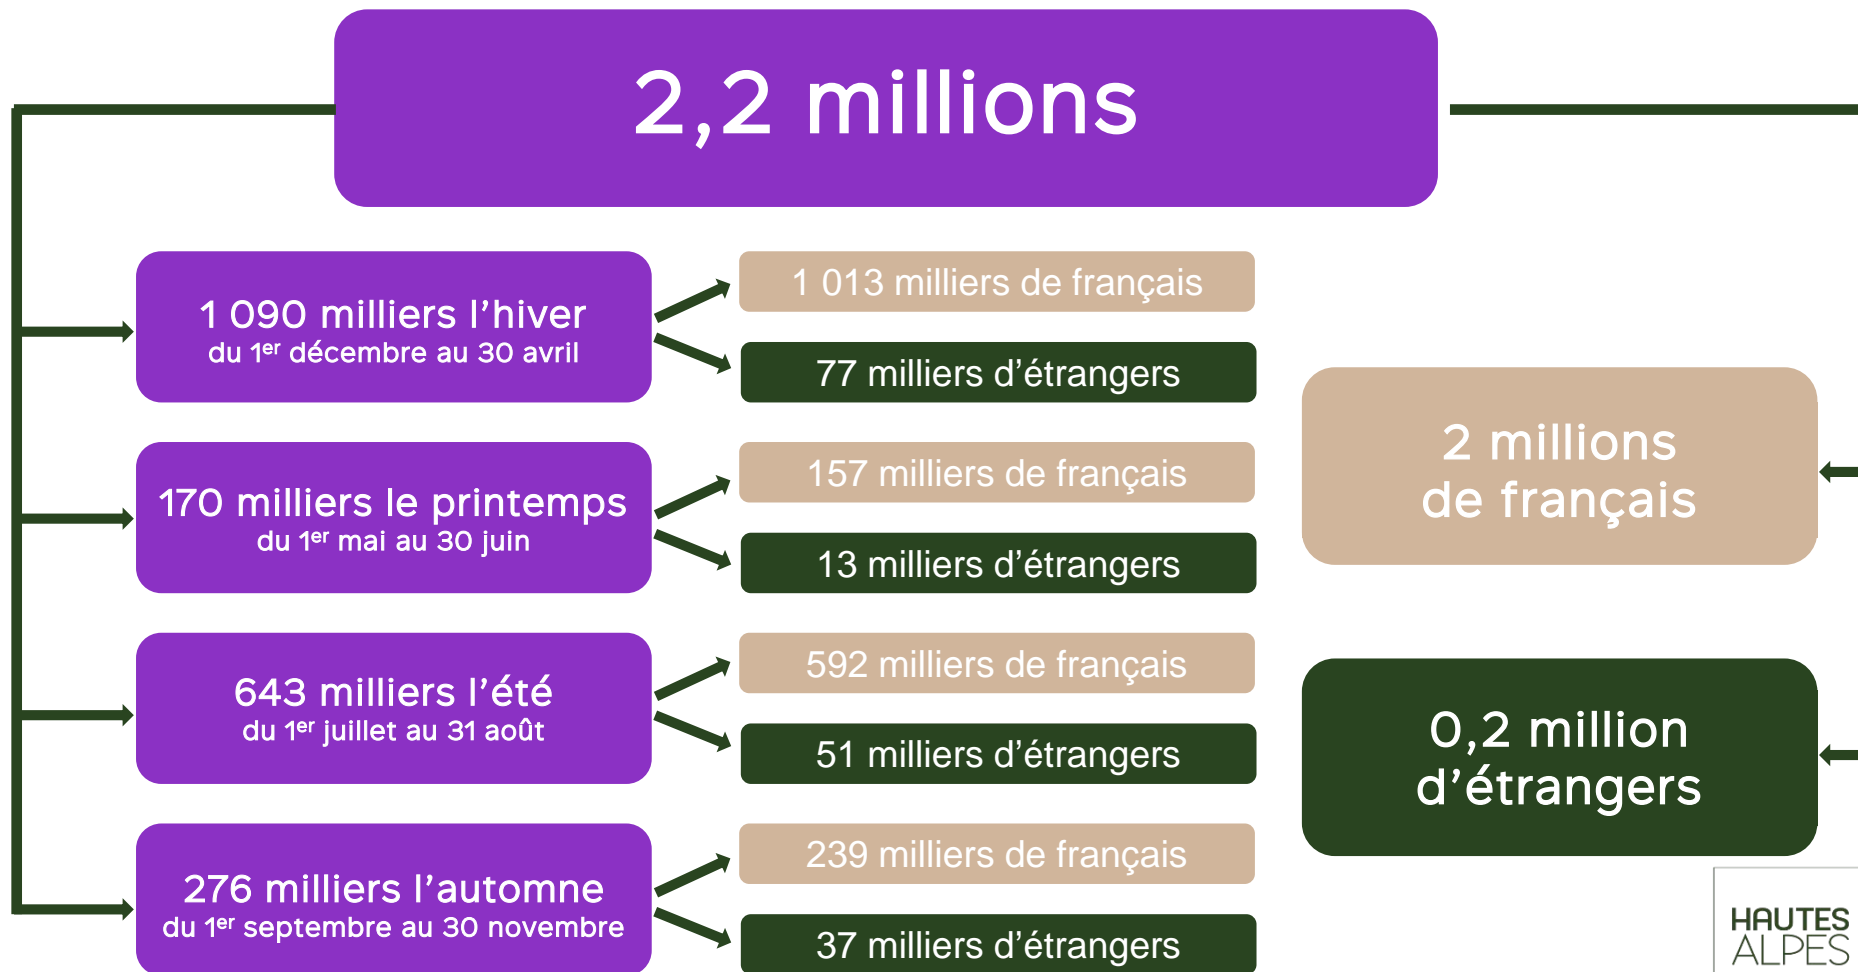 2,2 millions
1 090 milliers l’hiver
du 1er décembre au 30 avril
1 013 milliers de français
77 milliers d’étrangers
170 milliers le printemps
du 1er mai au 30 juin
157 milliers de français
13 milliers d’étrangers
643 milliers l’été
du 1er juillet au 31 août
592 milliers de français
51 milliers d’étrangers
276 milliers l’automne
du 1er septembre au 30 novembre
239 milliers de français
37 milliers d’étrangers
2 millions
de français
0,2 million
d’étrangers
HAUTES
ALPES